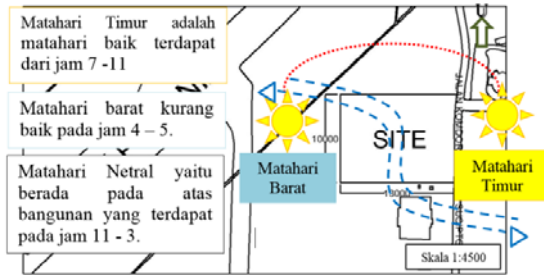 Matahari Timur adalah
matahari baik terdapat
dari jam 7 -11
Matahari barat kurang
baik pada jam 4 – 5.
Matahari Netral yaitu
berada pada atas
bangunan yang terdapat
pada jam 11 - 3.
Matahari
Barat
10000
SITE
18000
JALAN
Matahari
Timur
Skala 1:4500